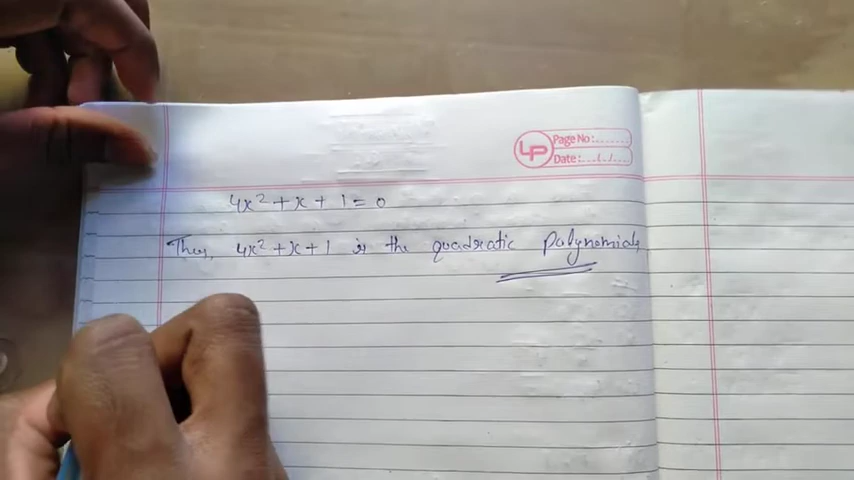 LP
Page No:.......
Date:.../.../....
4x² + x + 1 = 0
Thus, 4x² + x + 1 is the quadratic Polynomial,